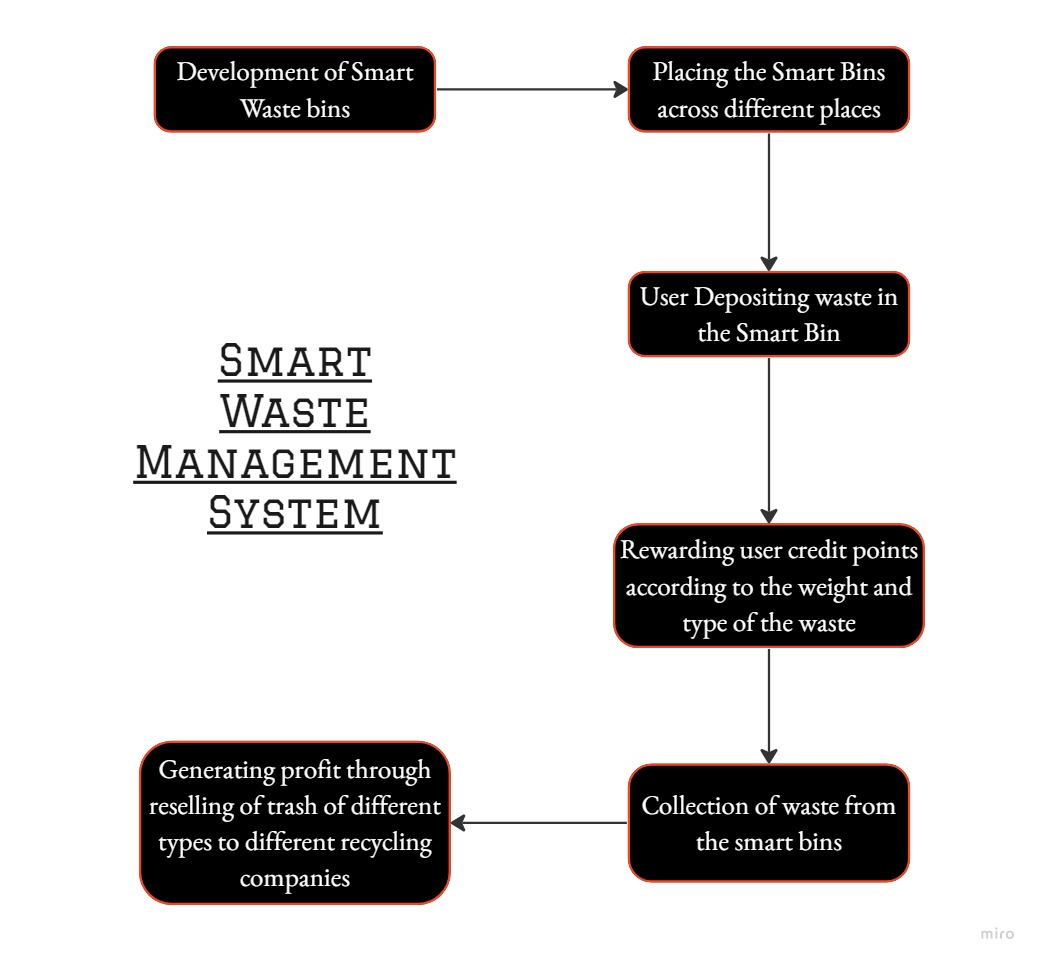 Development of Smart
Waste bins
Placing the Smart Bins
across different places
User Depositing waste in
the Smart Bin
Smart
Waste
Management
System
Rewarding user credit points
according to the weight and
type of the waste
Collection of waste from
the smart bins
Generating profit through
reselling of trash of different
types to different recycling
companies
miro